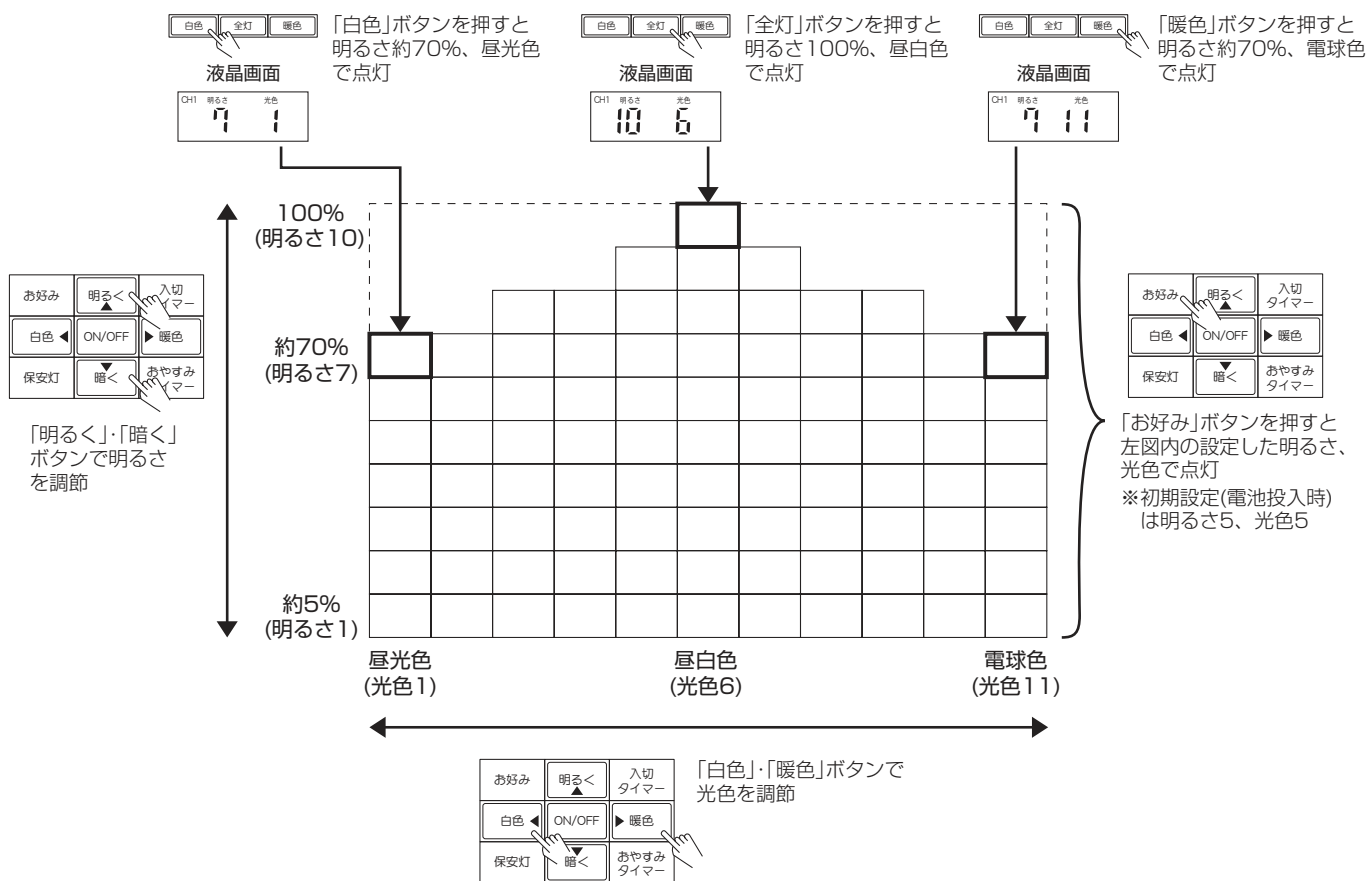 白色 全灯 暖色
「白色」ボタンを押すと
明るさ約70%、昼光色
で点灯
液晶画面
CH1 明るさ 光色
7 1
白色 全灯 暖色
「全灯」ボタンを押すと
明るさ100%、昼白色
で点灯
液晶画面
CH1 明るさ 光色
10 6
白色 全灯 暖色
「暖色」ボタンを押すと
明るさ約70%、電球色
で点灯
液晶画面
CH1 明るさ 光色
7 11
100%
(明るさ10)
約70%
(明るさ7)
約5%
(明るさ1)
お好み 明るく▲ 入切
イマー
白色◀ ON/OFF ▶暖色
保安灯 ▼暗く おやすみ
イマー
「明るく」・「暗く」
ボタンで明るさ
を調節
お好み 明るく▲ 入切
タイマー
白色◀ ON/OFF ▶暖色
保安灯 ▼暗く おやすみ
タイマー
「お好み」ボタンを押すと
左図内の設定した明るさ、
光色で点灯
※初期設定(電池投入時)
は明るさ5、光色5
昼光色
(光色1)
昼白色
(光色6)
電球色
(光色11)
お好み 明るく▲ 入切
タイマー
白色◀ ON/OFF ▶暖色
保安灯 ▼暗く おやすみ
タイマー
「白色」・「暖色」ボタンで
光色を調節